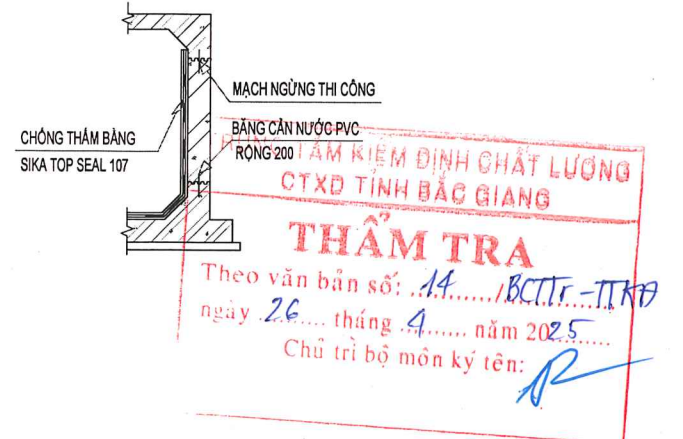 MẠCH NGỪNG THI CÔNG
CHỐNG THẤM BẰNG
SIKA TOP SEAL 107
BĂNG CẢN NƯỚC PVC
RỘNG 200
TÂM KIỂM ĐỊNH CHẤT LƯỢNG
CTXD TỈNH BẮC GIANG
THẨM TRA
Theo văn bản số: 14 /BCTTr-TTKĐ
ngày 26 tháng 4 năm 2025
Chủ trì bộ môn ký tên: